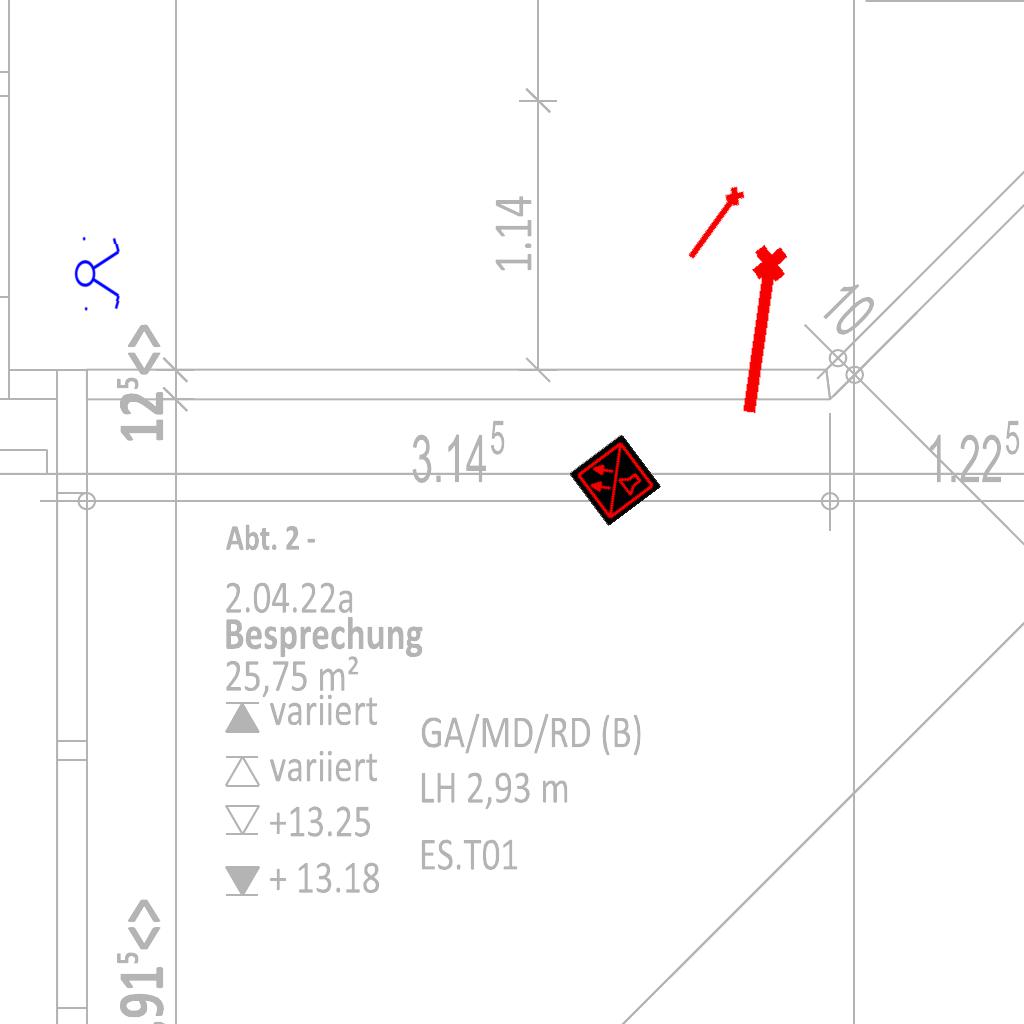 1.14
10
12⁵<>
3.14⁵
1.22⁵
Abt. 2 -
2.04.22a
Besprechung
25,75 m²
variiert
variiert
+13.25
+ 13.18
GA/MD/RD (B)
LH 2,93 m
ES.T01
.91⁵<>